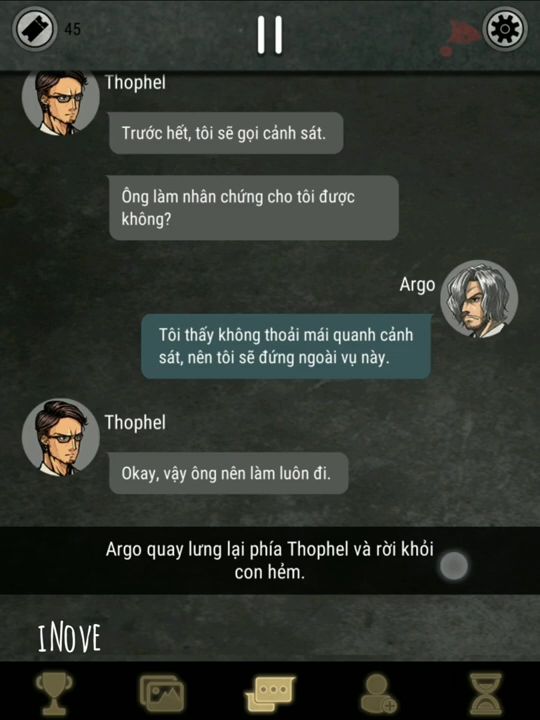 45
Thophel
Trước hết, tôi sẽ gọi cảnh sát.
Ông làm nhân chứng cho tôi được
không?
Argo
Tôi thấy không thoải mái quanh cảnh
sát, nên tôi sẽ đứng ngoài vụ này.
Thophel
Okay, vậy ông nên làm luôn đi.
Argo quay lưng lại phía Thophel và rời khỏi
con hẻm.
iNOVE